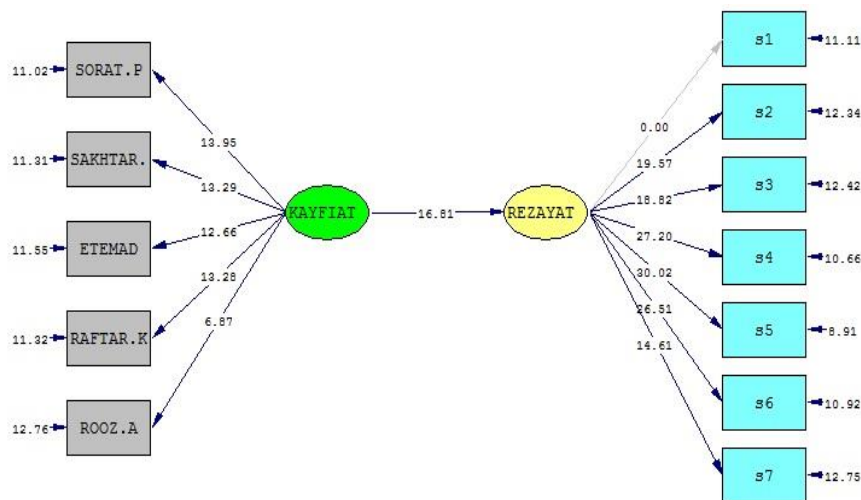 11.02 SORAT.P
11.31 SAKHTAR.
11.55 ETEMAD
11.32 RAFTAR.K
12.76 ROOZ.A
13.95
13.29
12.66
13.28
6.87
KAYFIAT
16.81
REZAYAT
0.00
19.57
18.82
27.20
30.02
26.51
14.61
s1 11.11
s2 12.34
s3 12.42
s4 10.66
s5 8.91
s6 10.92
s7 12.75